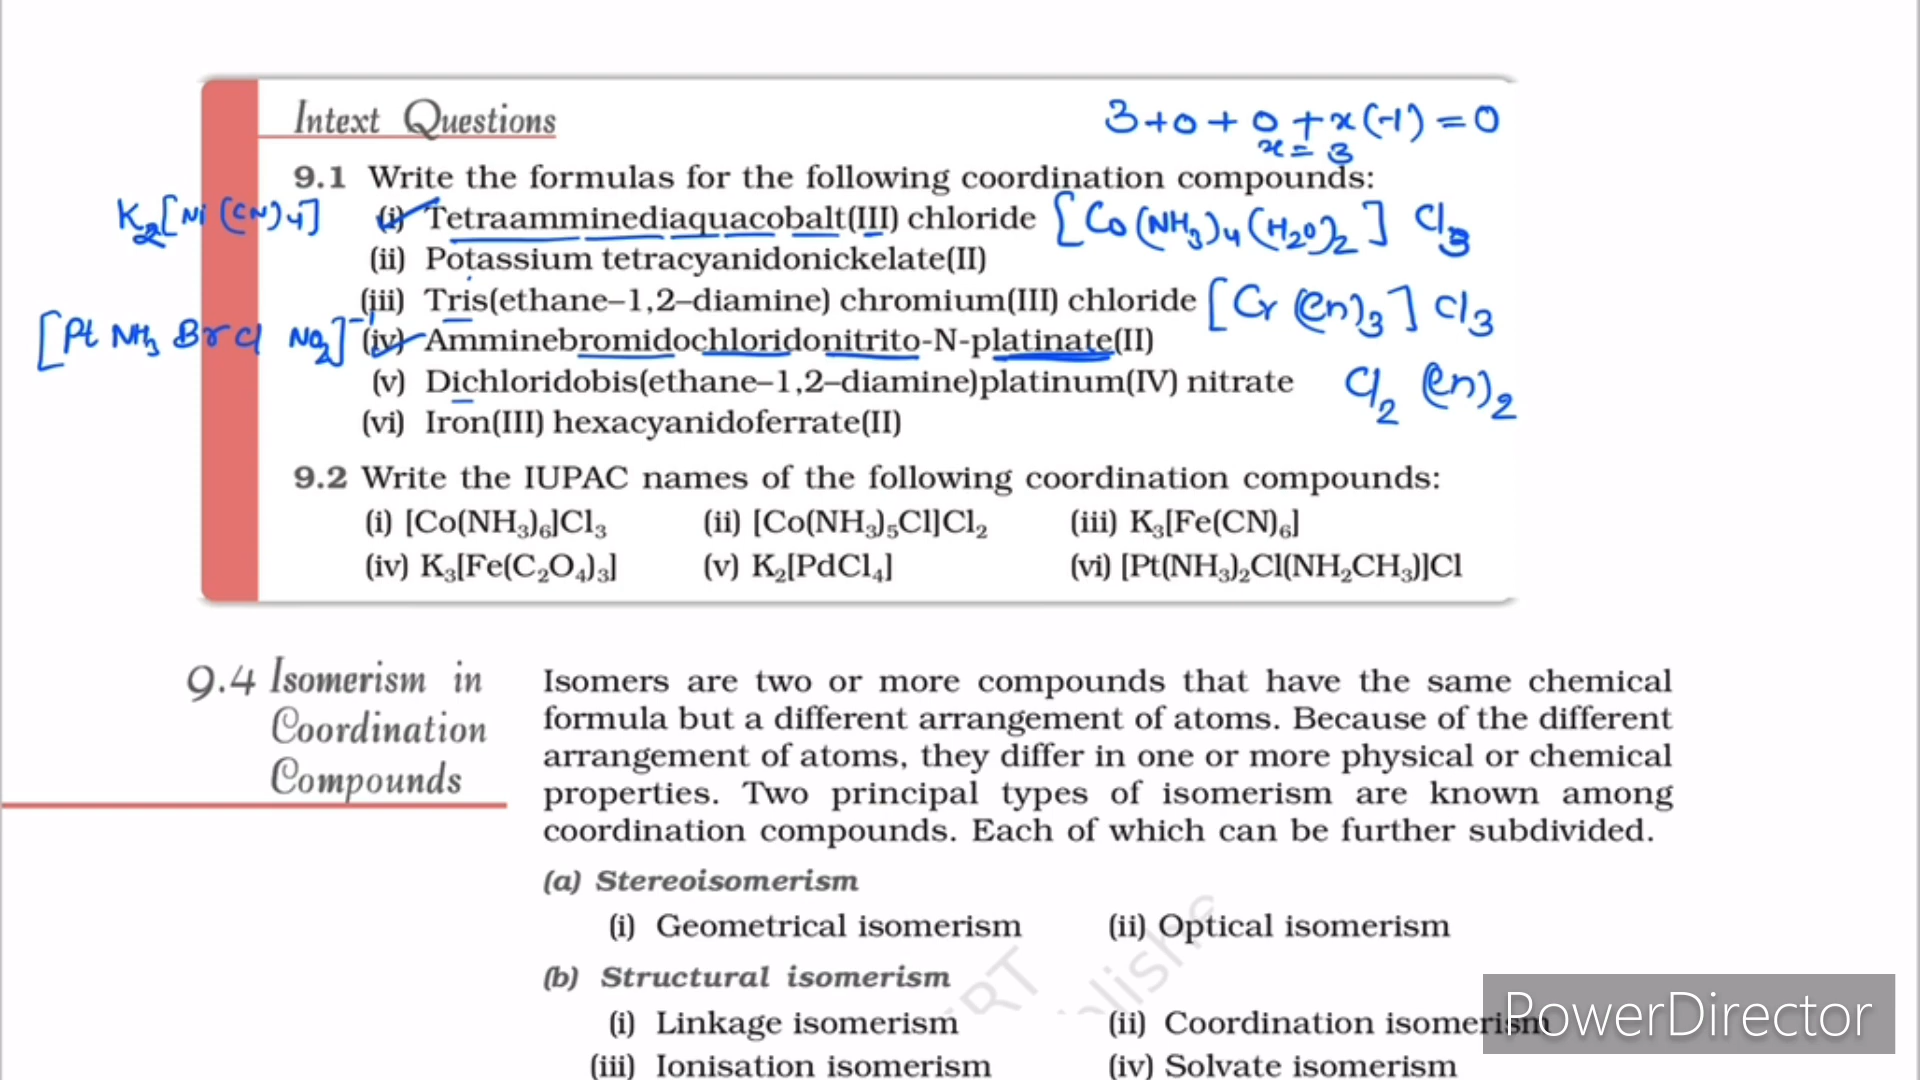 Intext Questions
3+0+0+x(-1)=0
x=3
9.1 Write the formulas for the following coordination compounds:
K₂[Ni(CN)4]
(i) Tetraamminediaquacobalt(III) chloride [Co(NH₃)₄(H₂O)₂] Cl₃
(ii) Potassium tetracyanidonickelate(II)
(iii) Tris(ethane–1,2–diamine) chromium(III) chloride [Cr (en)₃] Cl₃
[Pt NH₃ Br Cl NO₂]⁻¹
(iv) Amminebromidochloridonitrito-N-platinate(II)
(v) Dichloridobis(ethane–1,2–diamine)platinum(IV) nitrate Cl₂ (en)₂
(vi) Iron(III) hexacyanidoferrate(II)
9.2 Write the IUPAC names of the following coordination compounds:
(i) [Co(NH₃)₆]Cl₃ (ii) [Co(NH₃)₅Cl]Cl₂ (iii) K₃[Fe(CN)₆]
(iv) K₃[Fe(C₂O₄)₃] (v) K₂[PdCl₄] (vi) [Pt(NH₃)₂Cl(NH₂CH₃)]Cl
9.4 Isomerism in
Coordination
Compounds
Isomers are two or more compounds that have the same chemical
formula but a different arrangement of atoms. Because of the different
arrangement of atoms, they differ in one or more physical or chemical
properties. Two principal types of isomerism are known among
coordination compounds. Each of which can be further subdivided.
(a) Stereoisomerism
(i) Geometrical isomerism (ii) Optical isomerism
(b) Structural isomerism
(i) Linkage isomerism (ii) Coordination isomerism
(iii) Ionisation isomerism (iv) Solvate isomerism
PowerDirector